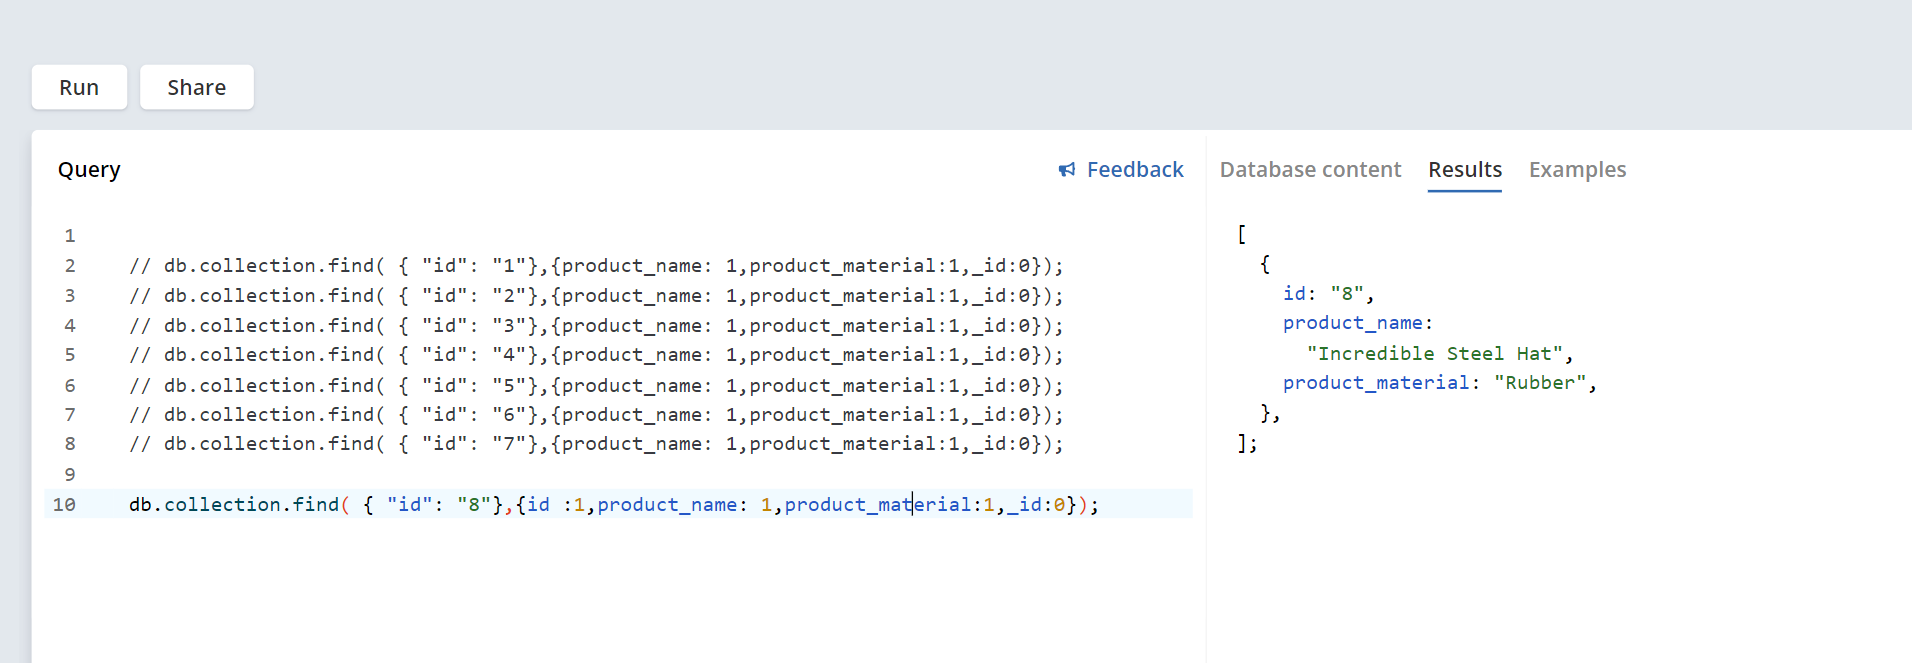 Run
Share
Query
Feedback
1
2 // db.collection.find( { "id": "1"},{product_name: 1,product_material:1,_id:0});
3 // db.collection.find( { "id": "2"},{product_name: 1,product_material:1,_id:0});
4 // db.collection.find( { "id": "3"},{product_name: 1,product_material:1,_id:0});
5 // db.collection.find( { "id": "4"},{product_name: 1,product_material:1,_id:0});
6 // db.collection.find( { "id": "5"},{product_name: 1,product_material:1,_id:0});
7 // db.collection.find( { "id": "6"},{product_name: 1,product_material:1,_id:0});
8 // db.collection.find( { "id": "7"},{product_name: 1,product_material:1,_id:0});
9
10 db.collection.find( { "id": "8"},{id :1,product_name: 1,product_material:1,_id:0});
Database content Results Examples
[
{
id: "8",
product_name:
"Incredible Steel Hat",
product_material: "Rubber",
},
];